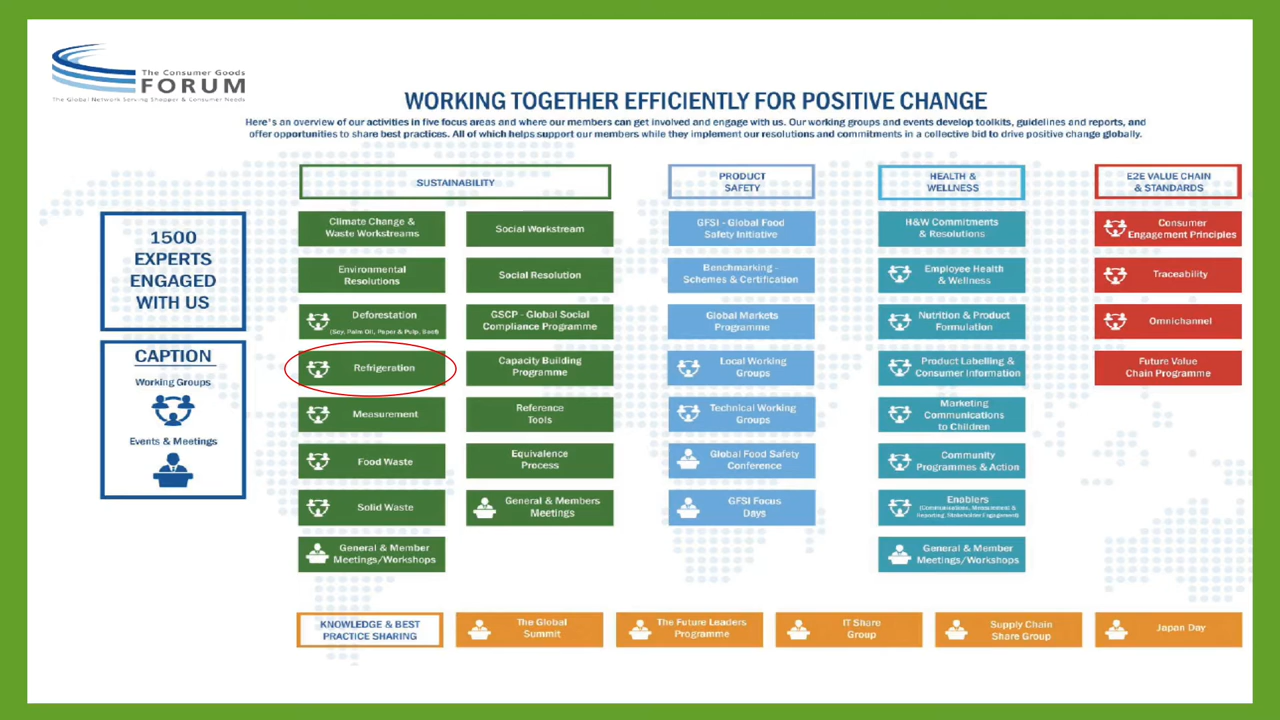 The Consumer Goods
FORUM
The Global Network Serving Shopper & Consumer Needs
WORKING TOGETHER EFFICIENTLY FOR POSITIVE CHANGE
Here's an overview of our activities in five focus areas and where our members can get involved and engage with us. Our working groups and events develop toolkits, guidelines and reports, and
offer opportunities to share best practices. All of which helps support our members while they implement our resolutions and commitments in a collective bid to drive positive change globally.
1500
EXPERTS
ENGAGED
WITH US
CAPTION
Working Groups
Events & Meetings
SUSTAINABILITY
Climate Change &
Waste Workstreams
Environmental
Resolutions
Deforestation
(Soy, Palm Oil, Paper & Pulp, Beef)
Refrigeration
Measurement
Food Waste
Solid Waste
General & Member
Meetings/Workshops
Social Workstream
Social Resolution
GSCP - Global Social
Compliance Programme
Capacity Building
Programme
Reference
Tools
Equivalence
Process
General & Members
Meetings
PRODUCT
SAFETY
GFSI - Global Food
Safety Initiative
Benchmarking -
Schemes & Certification
Global Markets
Programme
Local Working
Groups
Technical Working
Groups
Global Food Safety
Conference
GFSI Focus
Days
HEALTH &
WELLNESS
H&W Commitments
& Resolutions
Employee Health
& Wellness
Nutrition & Product
Formulation
Product Labelling &
Consumer Information
Marketing
Communications
to Children
Community
Programmes & Action
Enablers
(Communications, Measurement &
Reporting, Stakeholder Engagement)
General & Member
Meetings/Workshops
E2E VALUE CHAIN
& STANDARDS
Consumer
Engagement Principles
Traceability
Omnichannel
Future Value
Chain Programme
KNOWLEDGE & BEST
PRACTICE SHARING
The Global
Summit
The Future Leaders
Programme
IT Share
Group
Supply Chain
Share Group
Japan Day